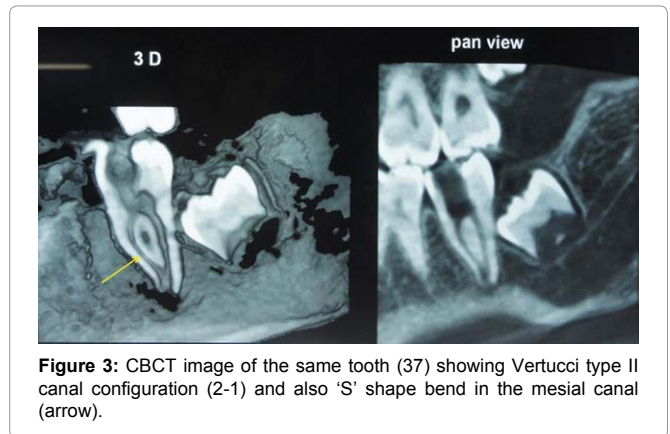 3 D
pan view
Figure 3: CBCT image of the same tooth (37) showing Vertucci type II
canal configuration (2-1) and also ‘S’ shape bend in the mesial canal
(arrow).